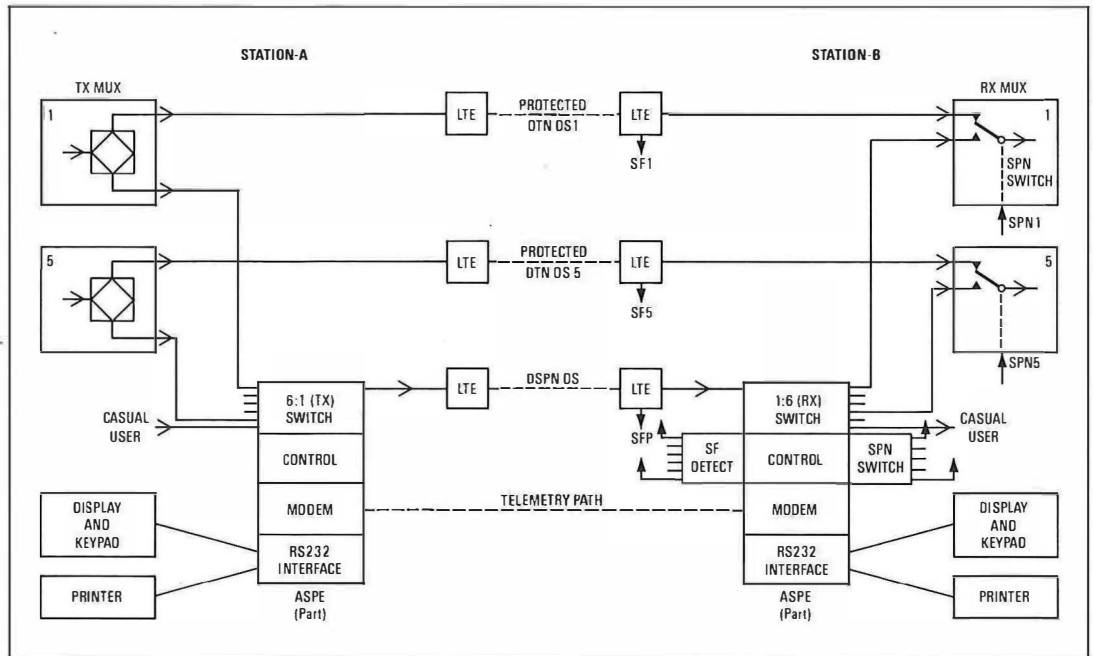 STATION-A
STATION-B
TX MUX
RX MUX
1
LTE
PROTECTED
DTN DS1
LTE
SF1
1
SPN
SWITCH
SPN1
5
LTE
PROTECTED
DTN DS 5
LTE
SF5
5
SPN5
CASUAL
USER
6:1 (TX)
SWITCH
LTE
DSPN DS
LTE
SFP
1:6 (RX)
SWITCH
CASUAL
USER
CONTROL
SF
DETECT
CONTROL
SPN
SWITCH
MODEM
TELEMETRY PATH
MODEM
DISPLAY
AND
KEYPAD
RS232
INTERFACE
RS232
INTERFACE
DISPLAY
AND
KEYPAD
PRINTER
ASPE
(Part)
ASPE
(Part)
PRINTER